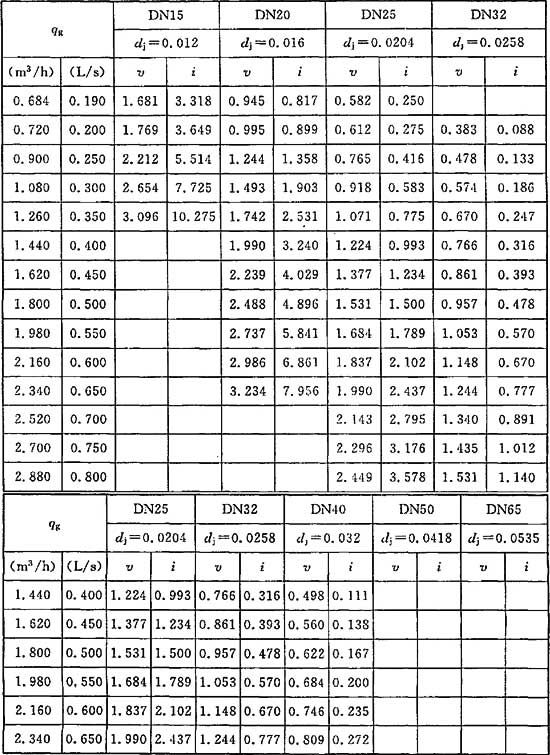 qg DN15 DN20 DN25 DN32
dj=0.012 dj=0.016 dj=0.0204 dj=0.0258
(m³/h) (L/s) v i v i v i v i
0.684 0.190 1.681 3.318 0.945 0.817 0.582 0.250
0.720 0.200 1.769 3.649 0.995 0.899 0.612 0.275 0.383 0.088
0.900 0.250 2.212 5.514 1.244 1.358 0.765 0.416 0.478 0.133
1.080 0.300 2.654 7.725 1.493 1.903 0.918 0.583 0.574 0.186
1.260 0.350 3.096 10.275 1.742 2.531 1.071 0.775 0.670 0.247
1.440 0.400 1.990 3.240 1.224 0.993 0.766 0.316
1.620 0.450 2.239 4.029 1.377 1.234 0.861 0.393
1.800 0.500 2.488 4.896 1.531 1.500 0.957 0.478
1.980 0.550 2.737 5.841 1.684 1.789 1.053 0.570
2.160 0.600 2.986 6.861 1.837 2.102 1.148 0.670
2.340 0.650 3.234 7.956 1.990 2.437 1.244 0.777
2.520 0.700 2.143 2.795 1.340 0.891
2.700 0.750 2.296 3.176 1.435 1.012
2.880 0.800 2.449 3.578 1.531 1.140
qg DN25 DN32 DN40 DN50 DN65
dj=0.0204 dj=0.0258 dj=0.032 dj=0.0418 dj=0.0535
(m³/h) (L/s) v i v i v i v i v i
1.440 0.400 1.224 0.993 0.766 0.316 0.498 0.111
1.620 0.450 1.377 1.234 0.861 0.393 0.560 0.138
1.800 0.500 1.531 1.500 0.957 0.478 0.622 0.167
1.980 0.550 1.684 1.789 1.053 0.570 0.684 0.200
2.160 0.600 1.837 2.102 1.148 0.670 0.746 0.235
2.340 0.650 1.990 2.437 1.244 0.777 0.809 0.272